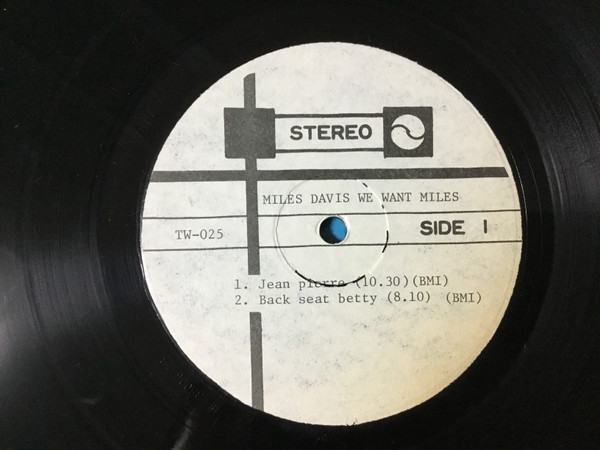 STEREO
MILES DAVIS WE WANT MILES
TW-025
SIDE 1
1. Jean pierre (10.30)(BMI)
2. Back seat betty (8.10) (BMI)